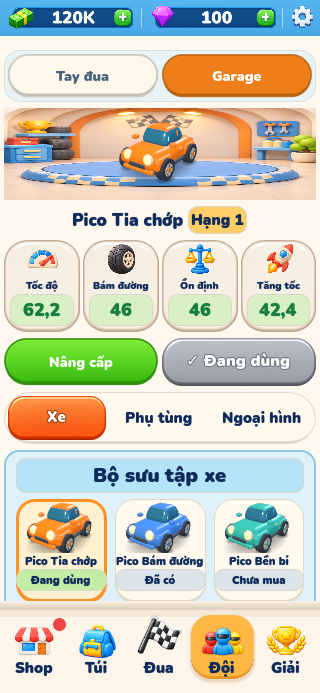 120K
100
Tay đua
Garage
Pico Tia chớp Hạng 1
Tốc độ
Bám đường
Ổn định
Tăng tốc
62,2
46
46
42,4
Nâng cấp
✓ Đang dùng
Xe
Phụ tùng
Ngoại hình
Bộ sưu tập xe
Pico Tia chớp
Pico Bám đường
Pico Bền bỉ
Đang dùng
Đã có
Chưa mua
Shop
Túi
Đua
Đội
Giải